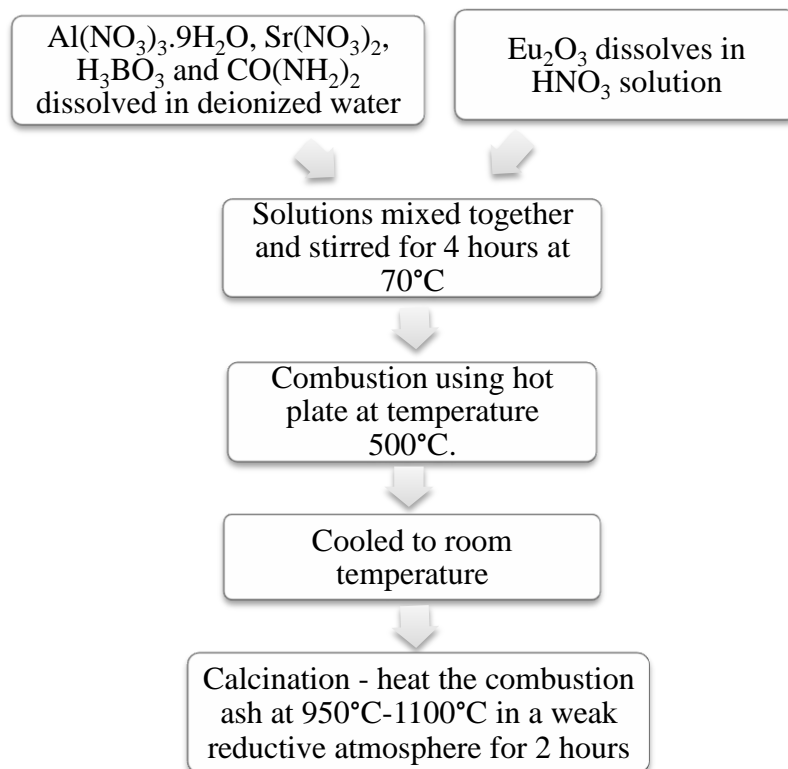 Al(NO₃)₃.9H₂O, Sr(NO₃)₂,
H₃BO₃ and CO(NH₂)₂
dissolved in deionized water
Eu₂O₃ dissolves in
HNO₃ solution
Solutions mixed together
and stirred for 4 hours at
70°C
Combustion using hot
plate at temperature
500°C.
Cooled to room
temperature
Calcination - heat the combustion
ash at 950°C-1100°C in a weak
reductive atmosphere for 2 hours